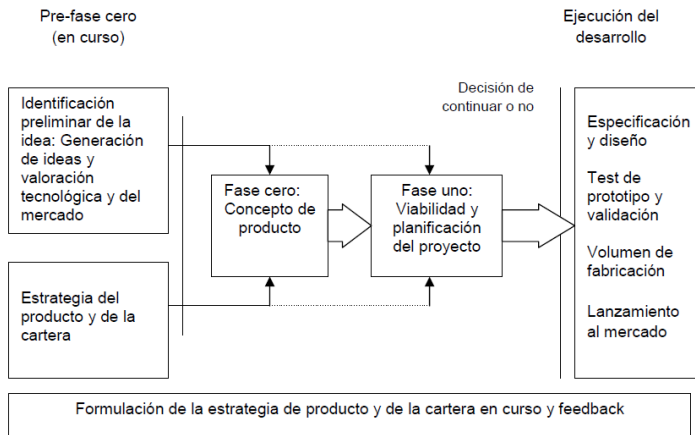 Pre-fase cero
(en curso)
Ejecución del
desarrollo
Decisión de
continuar o no
Identificación
preliminar de la
idea: Generación
de ideas y
valoración
tecnológica y del
mercado
Estrategia del
producto y de la
cartera
Fase cero:
Concepto de
producto
Fase uno:
Viabilidad y
planificación
del proyecto
Especificación
y diseño
Test de
prototipo y
validación
Volumen de
fabricación
Lanzamiento
al mercado
Formulación de la estrategia de producto y de la cartera en curso y feedback